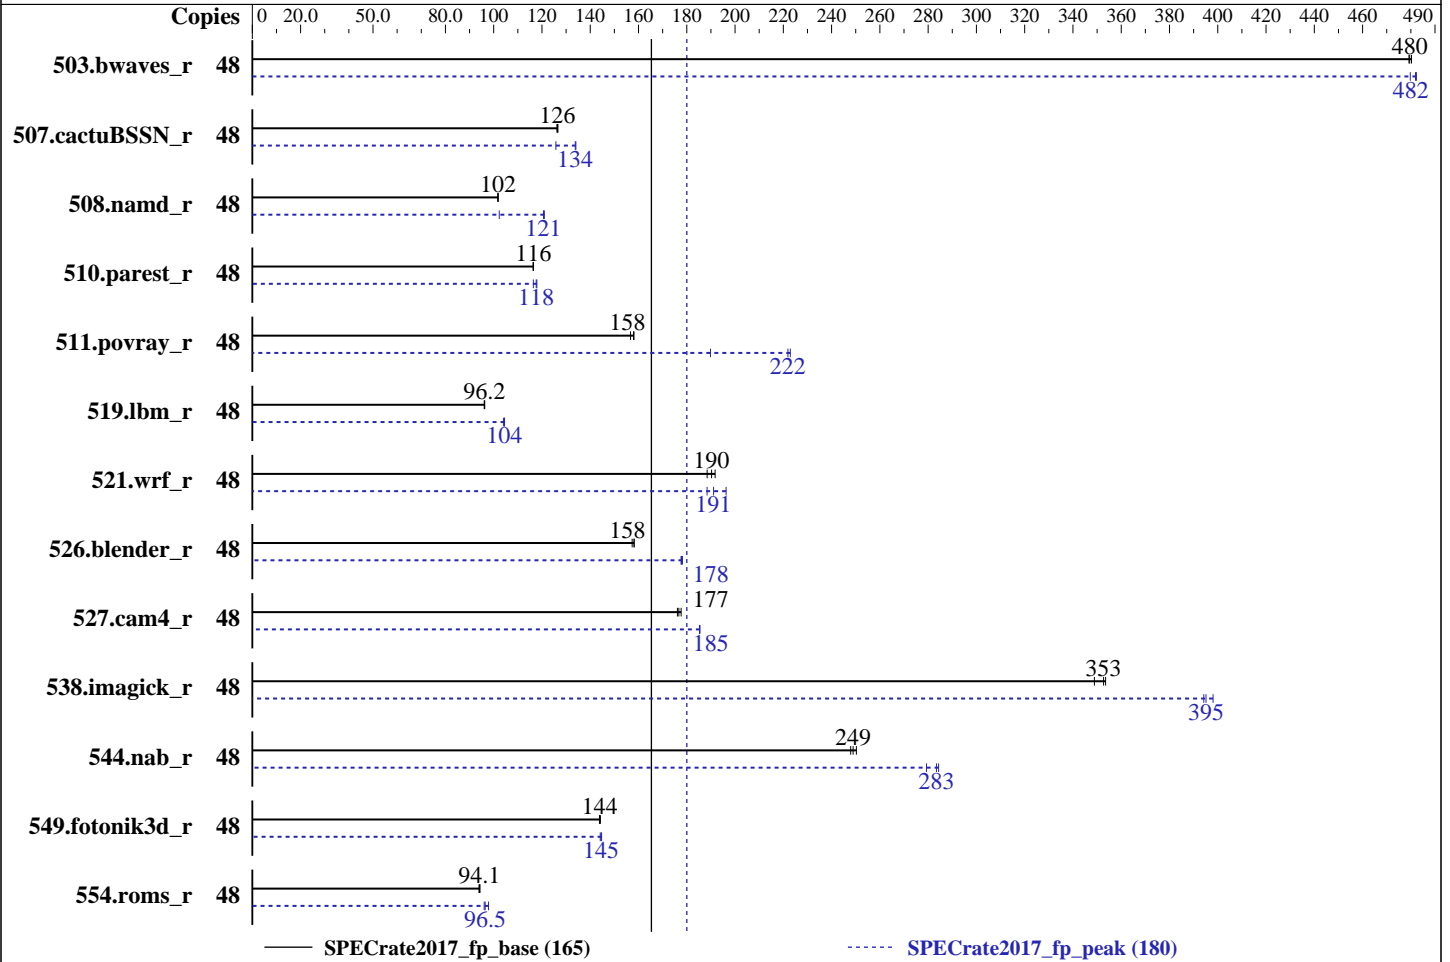 Copies 0 20.0 50.0 80.0 100 120 140 160 180 200 220 240 260 280 300 320 340 360 380 400 420 440 460 490
480
503.bwaves_r 48
482
126
507.cactuBSSN_r 48
134
102
508.namd_r 48
121
116
510.parest_r 48
118
158
511.povray_r 48
222
96.2
519.lbm_r 48
104
190
521.wrf_r 48
191
158
526.blender_r 48
178
177
527.cam4_r 48
185
353
538.imagick_r 48
395
249
544.nab_r 48
283
144
549.fotonik3d_r 48
145
94.1
554.roms_r 48
96.5
SPECrate2017_fp_base (165) SPECrate2017_fp_peak (180)